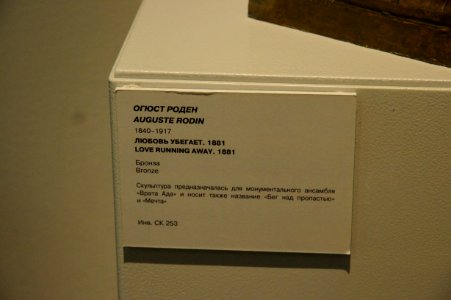 ОГЮСТ РОДЕН
AUGUSTE RODIN
1840-1917
ЛЮБОВЬ УБЕГАЕТ. 1881
LOVE RUNNING AWAY. 1881
Бронза
Bronze
Скульптура предназначалась для монументального ансамбля
«Врата Ада» и носит также название «Бег над пропастью»
и «Мечта»
Инв. СК 253